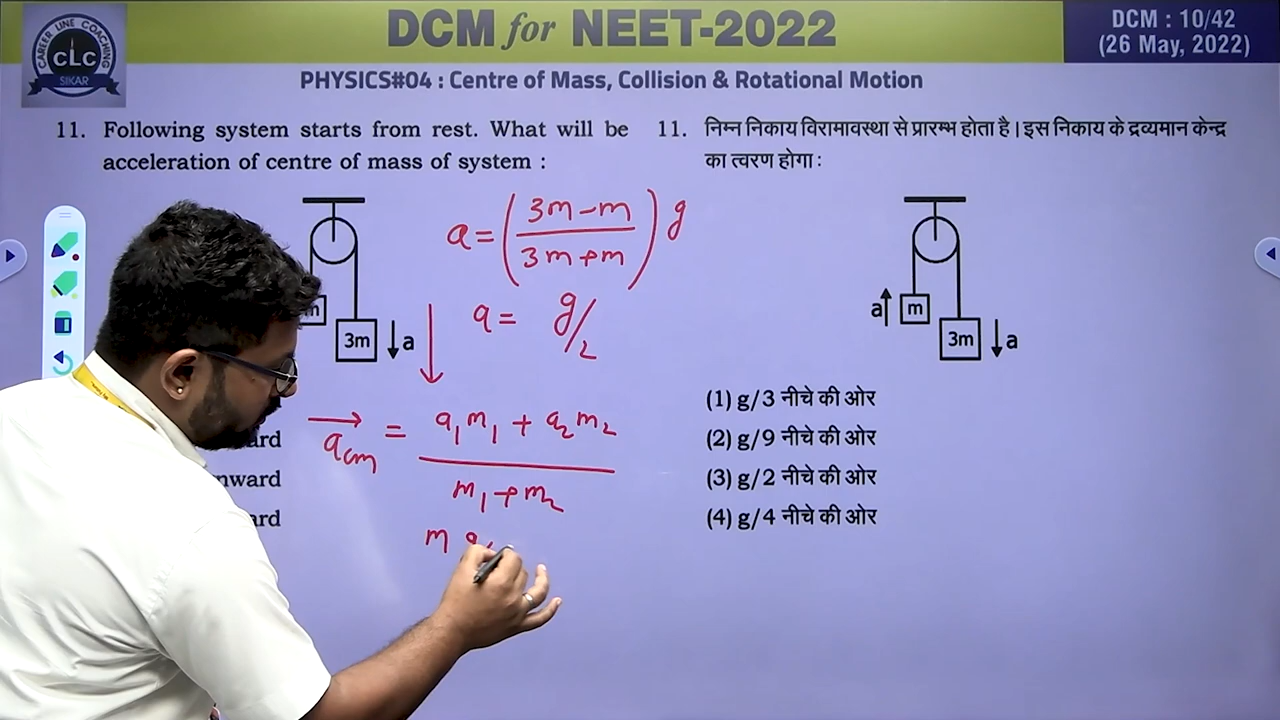 DCM for NEET-2022
DCM : 10/42
(26 May, 2022)
CAREER LINE COACHING
CLC
SIKAR
PHYSICS#04 : Centre of Mass, Collision & Rotational Motion
11. Following system starts from rest. What will be
acceleration of centre of mass of system :
11. निम्न निकाय विरामावस्था से प्रारम्भ होता है। इस निकाय के द्रव्यमान केन्द्र
का त्वरण होगा :
a = (3m-m / 3m+m) g
a = g/2
m
3m
a
a
m
3m
a
a cm = a1m1 + a2m2
m1+m2
m
(1) g/3 नीचे की ओर
(2) g/9 नीचे की ओर
(3) g/2 नीचे की ओर
(4) g/4 नीचे की ओर